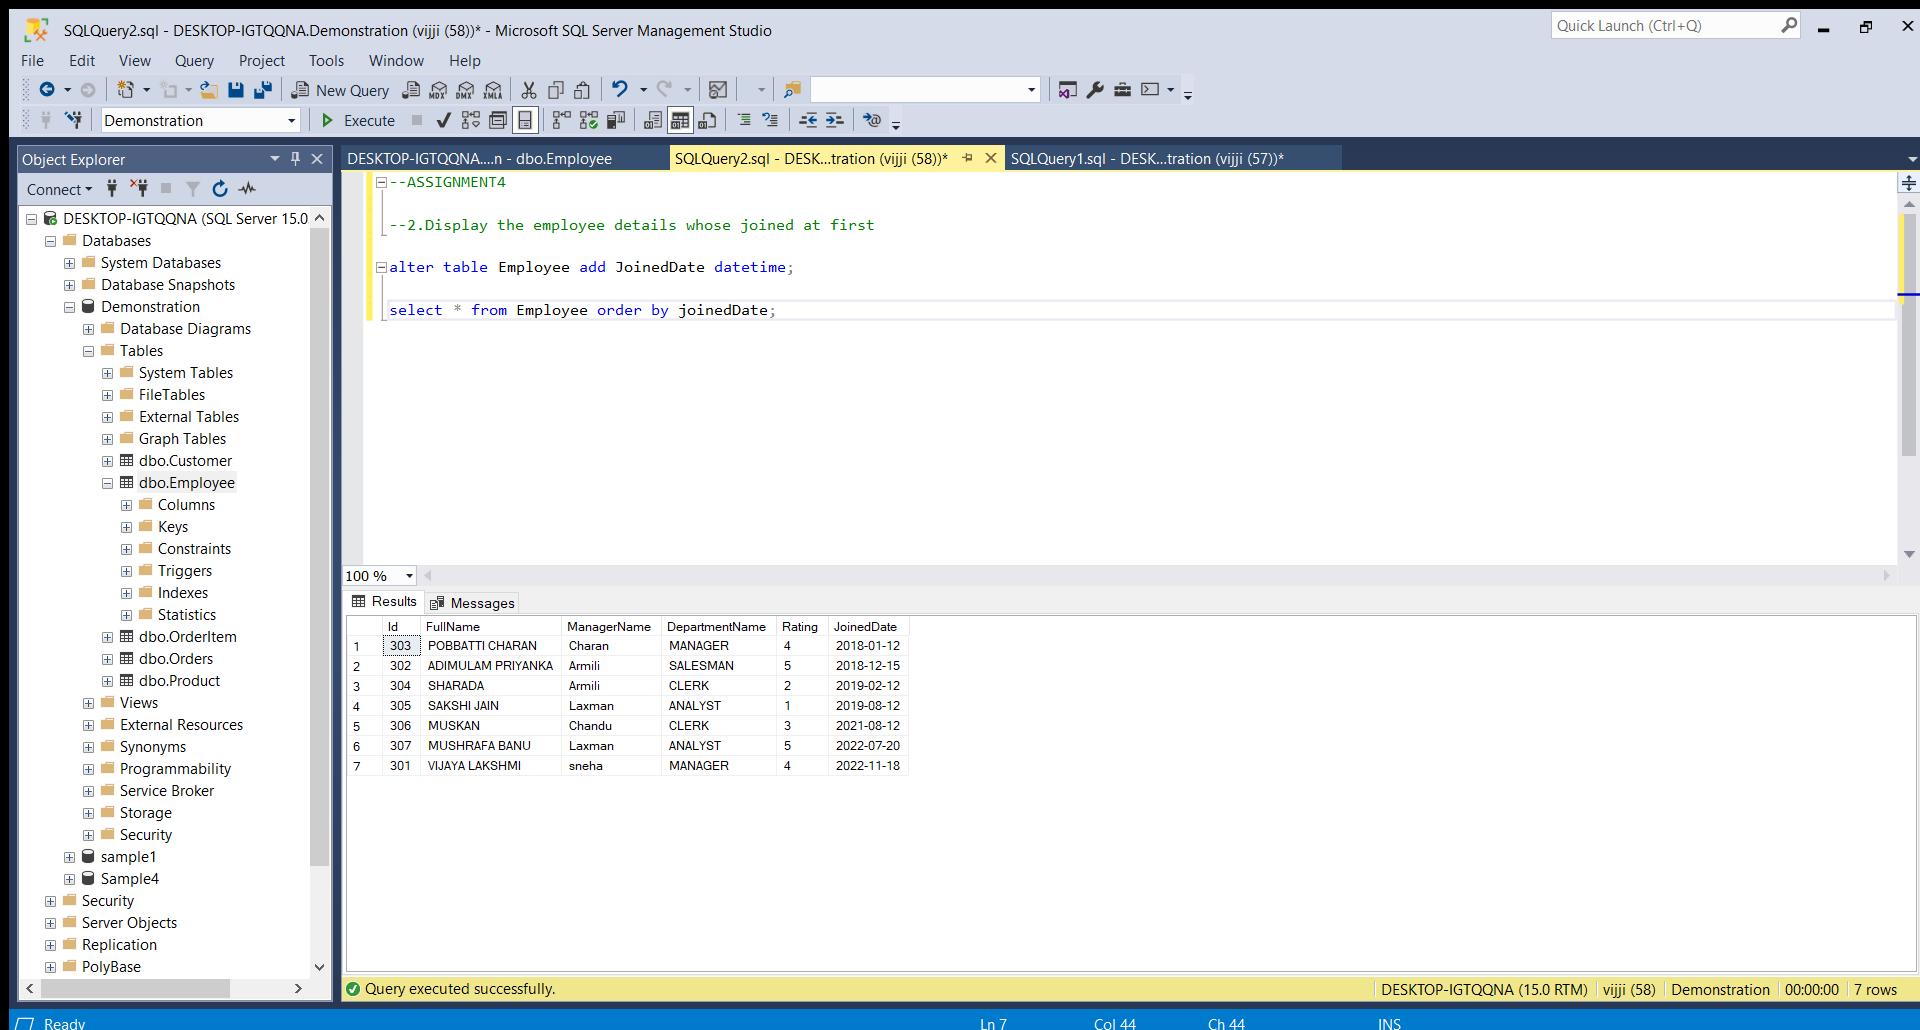 SQLQuery2.sql - DESKTOP-IGTQQNA.Demonstration (vijji (58))* - Microsoft SQL Server Management Studio
Quick Launch (Ctrl+Q)
File Edit View Query Project Tools Window Help
New Query
MDX DMX XMLA
Demonstration
Execute
Object Explorer
Connect
DESKTOP-IGTQQNA (SQL Server 15.0
Databases
System Databases
Database Snapshots
Demonstration
Database Diagrams
Tables
System Tables
FileTables
External Tables
Graph Tables
dbo.Customer
dbo.Employee
Columns
Keys
Constraints
Triggers
Indexes
Statistics
dbo.OrderItem
dbo.Orders
dbo.Product
Views
External Resources
Synonyms
Programmability
Service Broker
Storage
Security
sample1
Sample4
Security
Server Objects
Replication
PolyBase
DESKTOP-IGTQQNA....n - dbo.Employee
SQLQuery2.sql - DESK...tration (vijji (58))*
SQLQuery1.sql - DESK...tration (vijji (57))*
--ASSIGNMENT4
--2.Display the employee details whose joined at first
alter table Employee add JoinedDate datetime;
select * from Employee order by joinedDate;
100 %
Results Messages
Id FullName ManagerName DepartmentName Rating JoinedDate
1 303 POBBATTI CHARAN Charan MANAGER 4 2018-01-12
2 302 ADIMULAM PRIYANKA Armili SALESMAN 5 2018-12-15
3 304 SHARADA Armili CLERK 2 2019-02-12
4 305 SAKSHI JAIN Laxman ANALYST 1 2019-08-12
5 306 MUSKAN Chandu CLERK 3 2021-08-12
6 307 MUSHRAFA BANU Laxman ANALYST 5 2022-07-20
7 301 VIJAYA LAKSHMI sneha MANAGER 4 2022-11-18
Query executed successfully.
DESKTOP-IGTQQNA (15.0 RTM) vijji (58) Demonstration 00:00:00 7 rows
Ready Ln 7 Col 44 Ch 44 INS